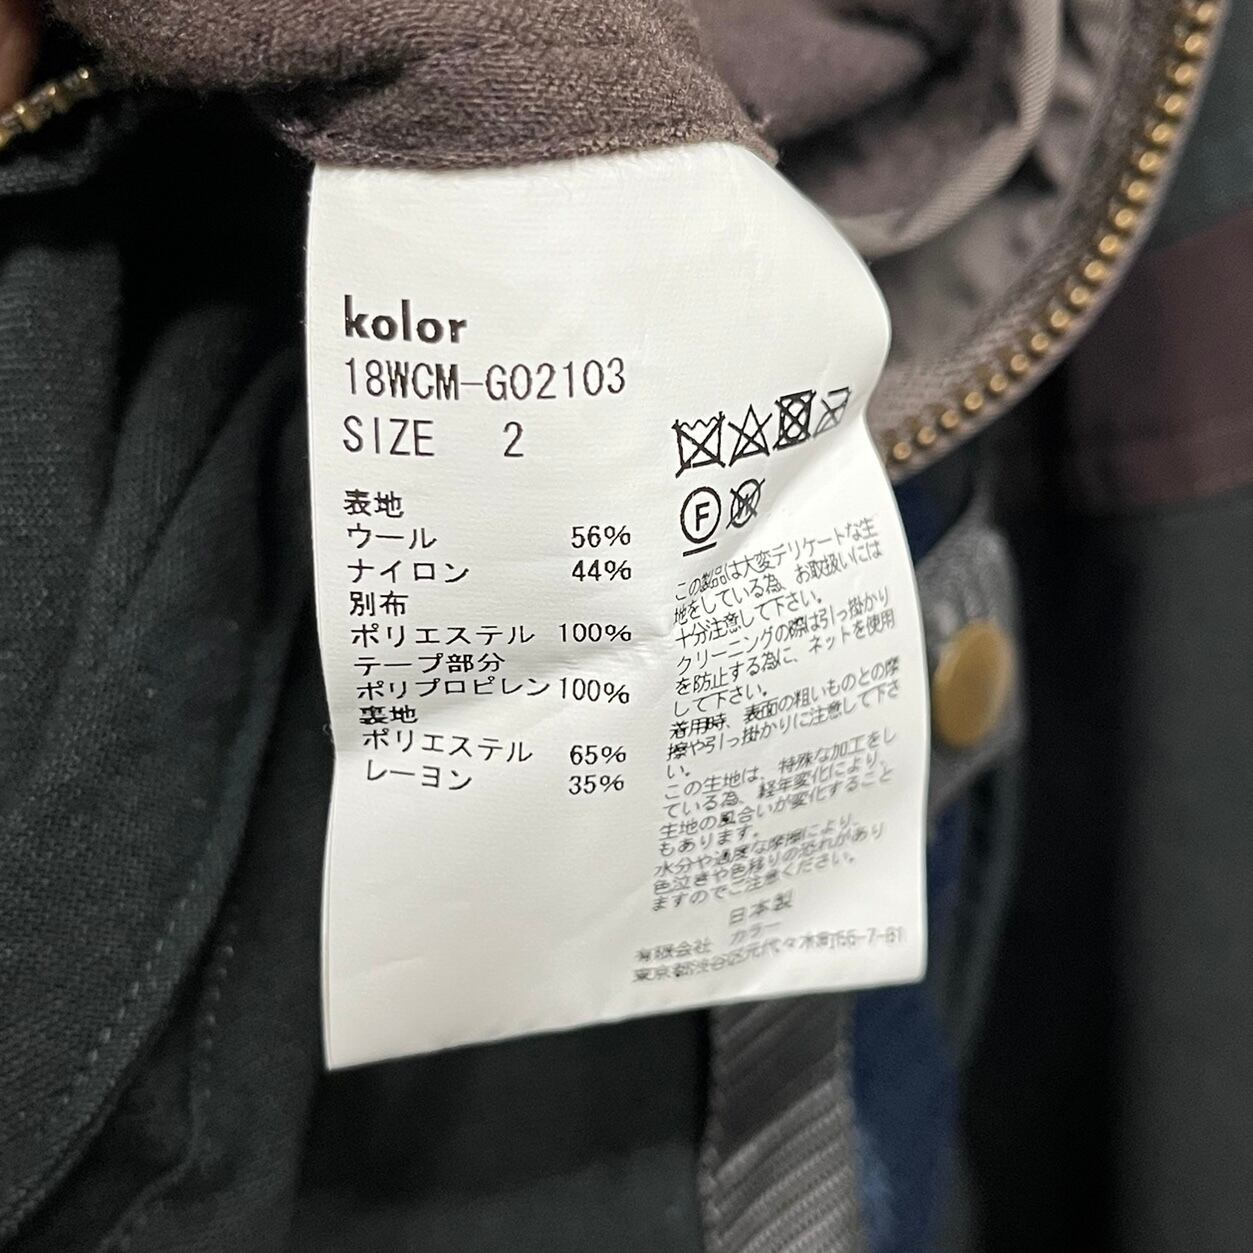 kolor
18WCM-G02103
SIZE 2
表地
ウール 56%
ナイロン 44%
別布
ポリエステル 100%
テープ部分
ポリプロピレン 100%
裏地
ポリエステル 65%
レーヨン 35%
F
W
この製品は大変デリケートな生
地をしている為、お取扱いには
十分注意して下さい。
クリーニングの際は引っ掛かり
を防止する為に、ネットを使用
して下さい。
着用時、表面の粗いものとの摩
擦や引っ掛かりに注意して下さ
い。
この生地は、特殊な加工をし
ている為、経年変化により、
生地の風合いが変化すること
もあります。
水分や過度な摩擦により、
色泣きや色移りの恐れがあり
ますのでご注意ください。
日本製
有限会社 カラー
東京都渋谷区元代々木町